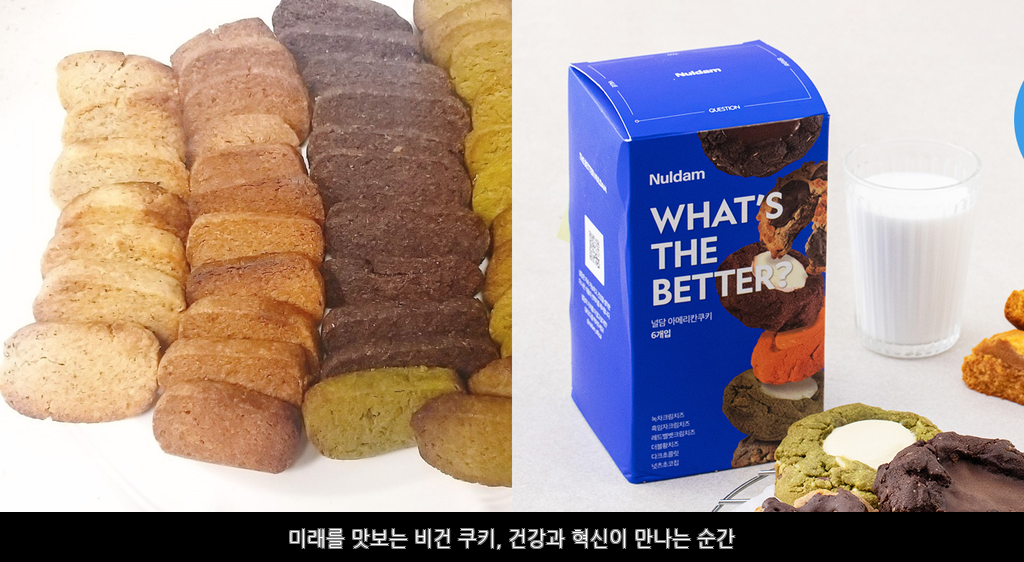 Nuldam
QUESTION
Nuldam
WHAT'S
THE
BETTER?
널담 아메리칸쿠키
6개입
녹차크림치즈
흑임자크림치즈
레드벨벳크림치즈
더블황치즈
다크초콜릿
넛츠초코칩
미래를 맛보는 비건 쿠키, 건강과 혁신이 만나는 순간